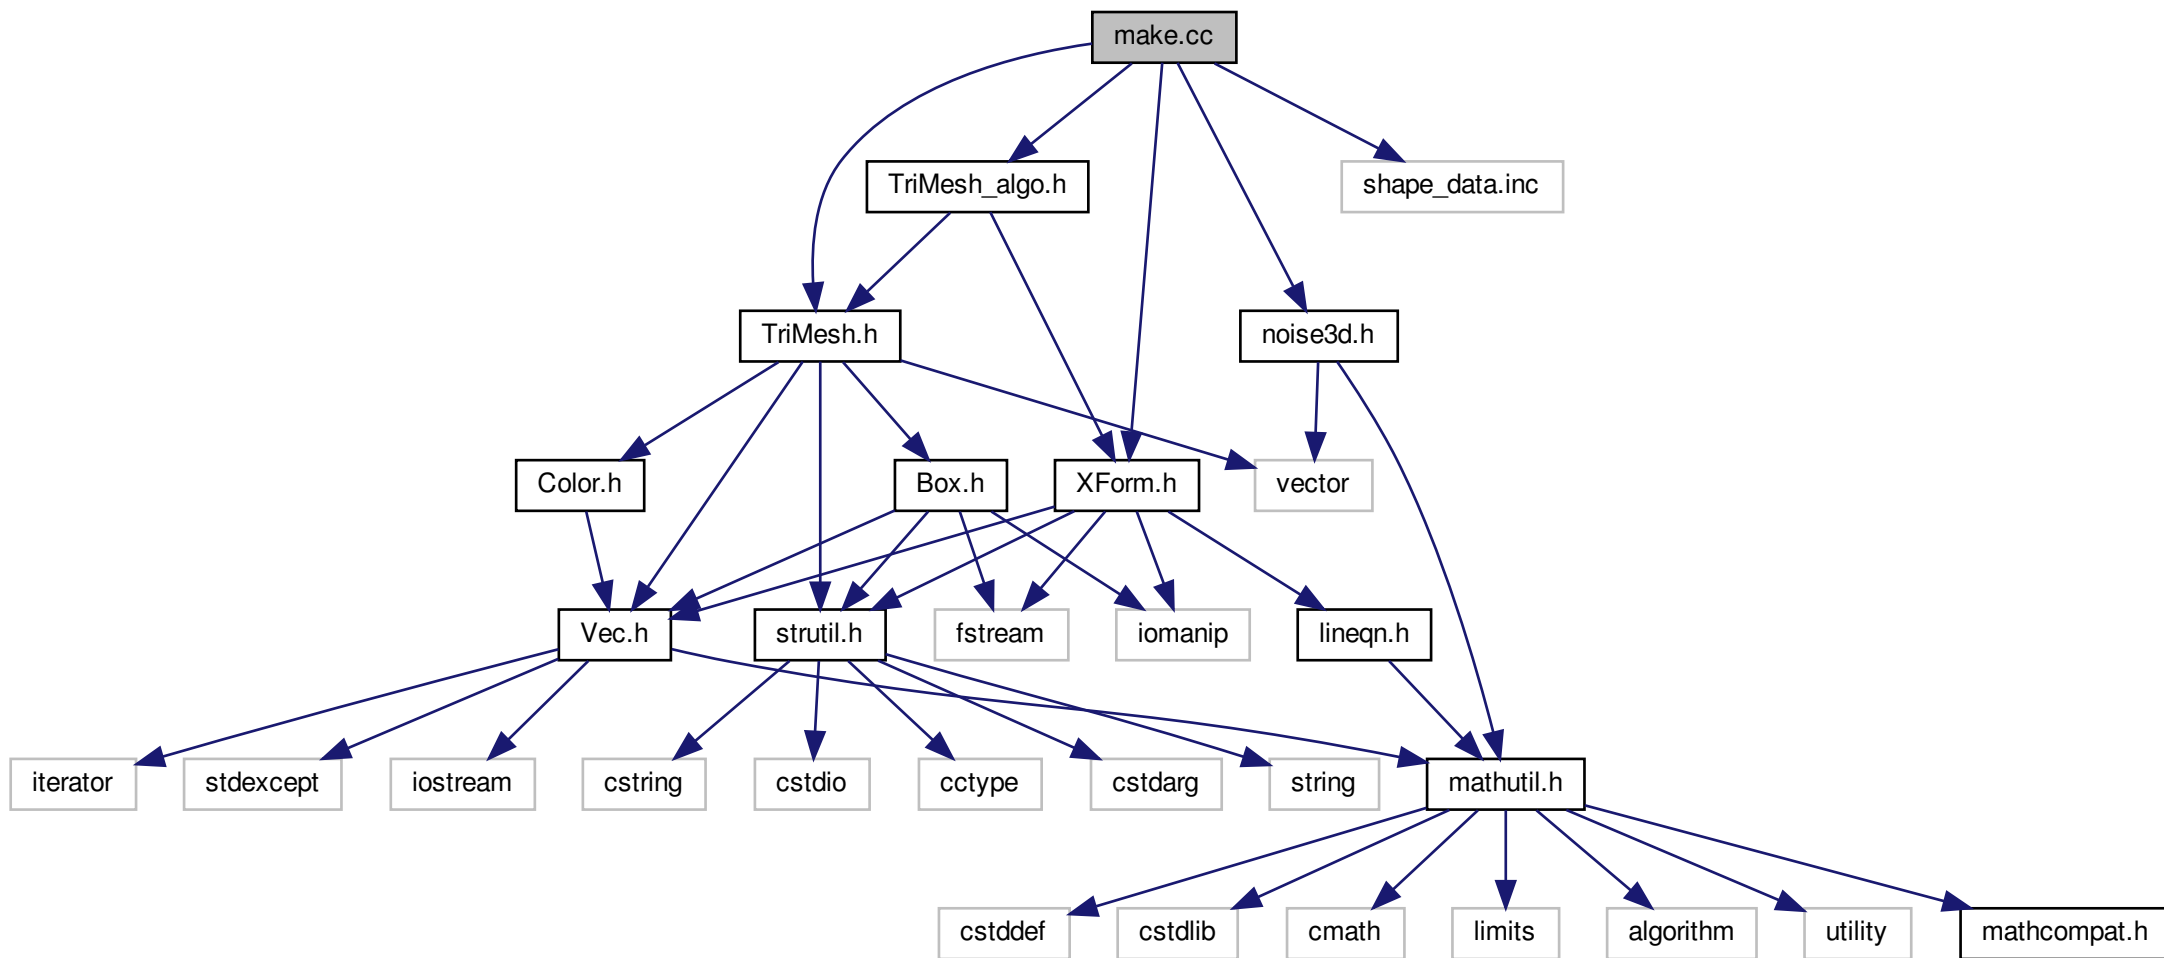 make.cc
TriMesh_algo.h
shape_data.inc
TriMesh.h
noise3d.h
Color.h
Box.h
XForm.h
vector
Vec.h
strutil.h
fstream
iomanip
lineqn.h
iterator
stdexcept
iostream
cstring
cstdio
cctype
cstdarg
string
mathutil.h
cstddef
cstdlib
cmath
limits
algorithm
utility
mathcompat.h